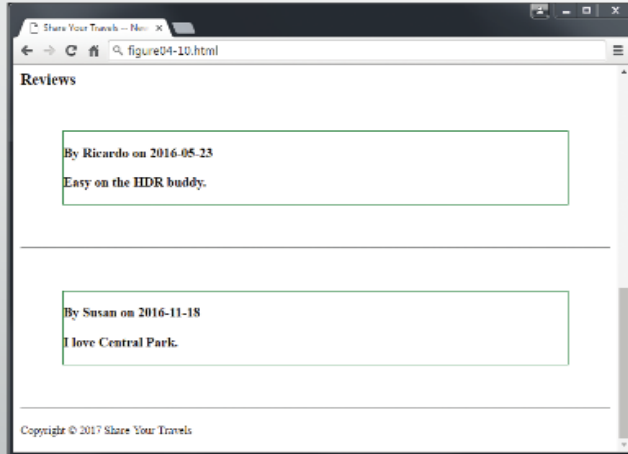 Share Your Travels -- New
figure04-10.html
Reviews
By Ricardo on 2016-05-23
Easy on the HDR buddy.
By Susan on 2016-11-18
I love Central Park.
Copyright © 2017 Share Your Travels